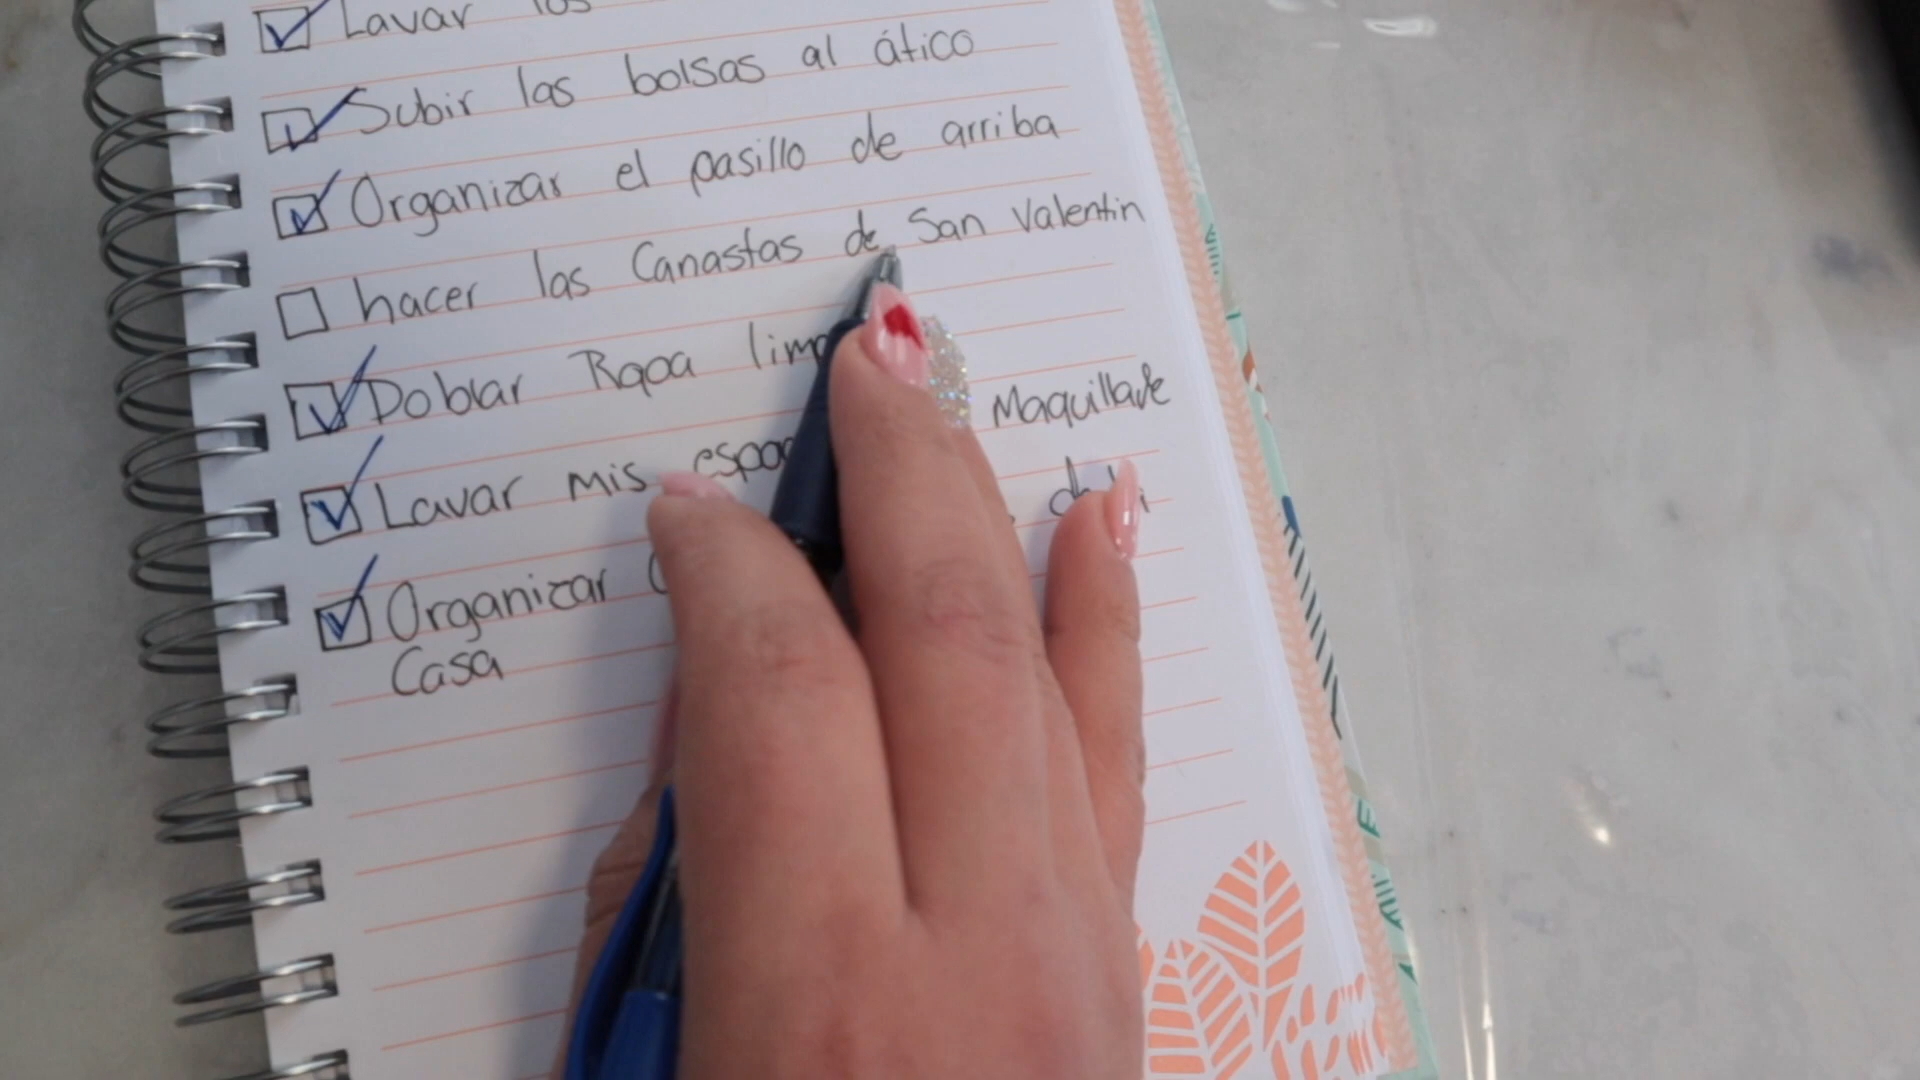 Lavar los
Subir las bolsas al ático
Organizar el pasillo de arriba
hacer las Canastas de San Valentin
Doblar Ropa
Lavar mis Maquillaje
Organizar
Casa